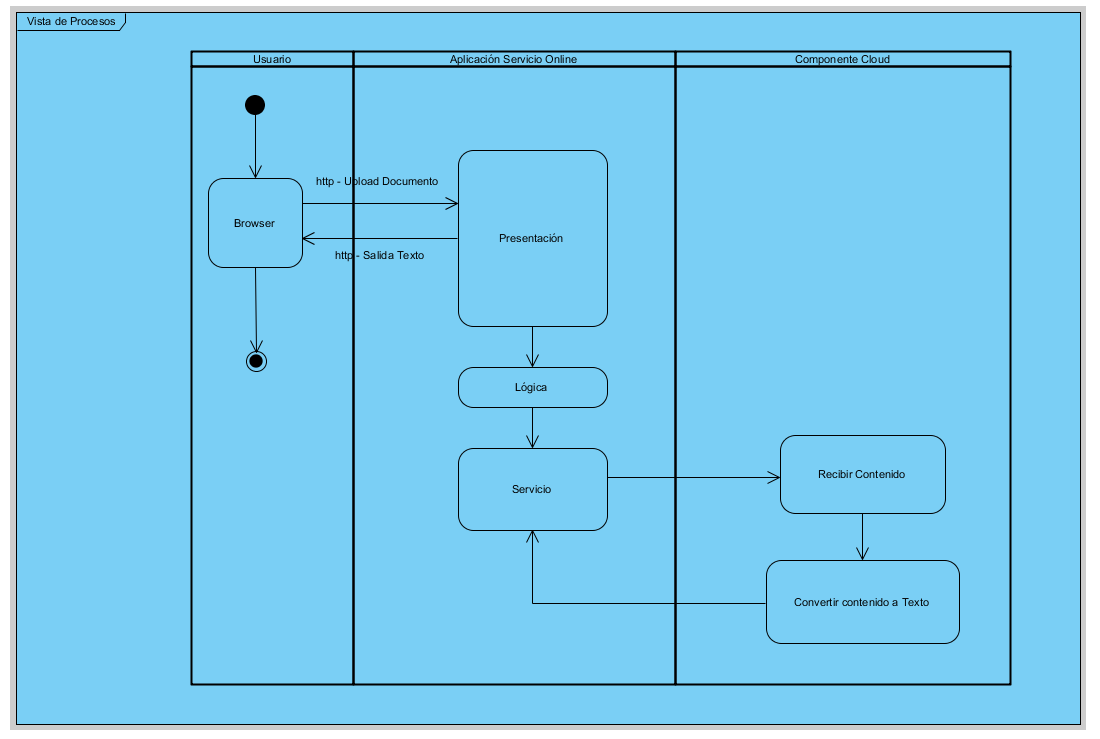 Vista de Procesos
Usuario
Aplicación Servicio Online
Componente Cloud
http - Upload Documento
Browser
Presentación
http - Salida Texto
Lógica
Servicio
Recibir Contenido
Convertir contenido a Texto